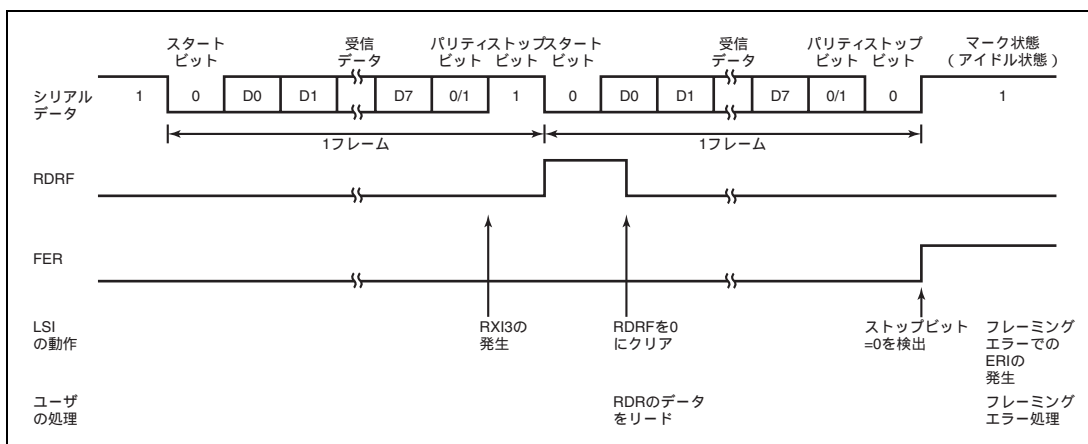 スタート 受信 パリティ ストップ スタート 受信 パリティ ストップ マーク状態
ビット データ ビット ビット ビット データ ビット ビット （アイドル状態）
シリアル
データ
1 0 D0 D1 D7 0/1 1 0 D0 D1 D7 0/1 0 1
1フレーム 1フレーム
RDRF
FER
LSI
の動作
RXI3の
発生
RDRFを0
にクリア
ストップビット
=0を検出
フレーミング
エラーでの
ERIの
発生
ユーザ
の処理
RDRのデータ
をリード
フレーミング
エラー処理